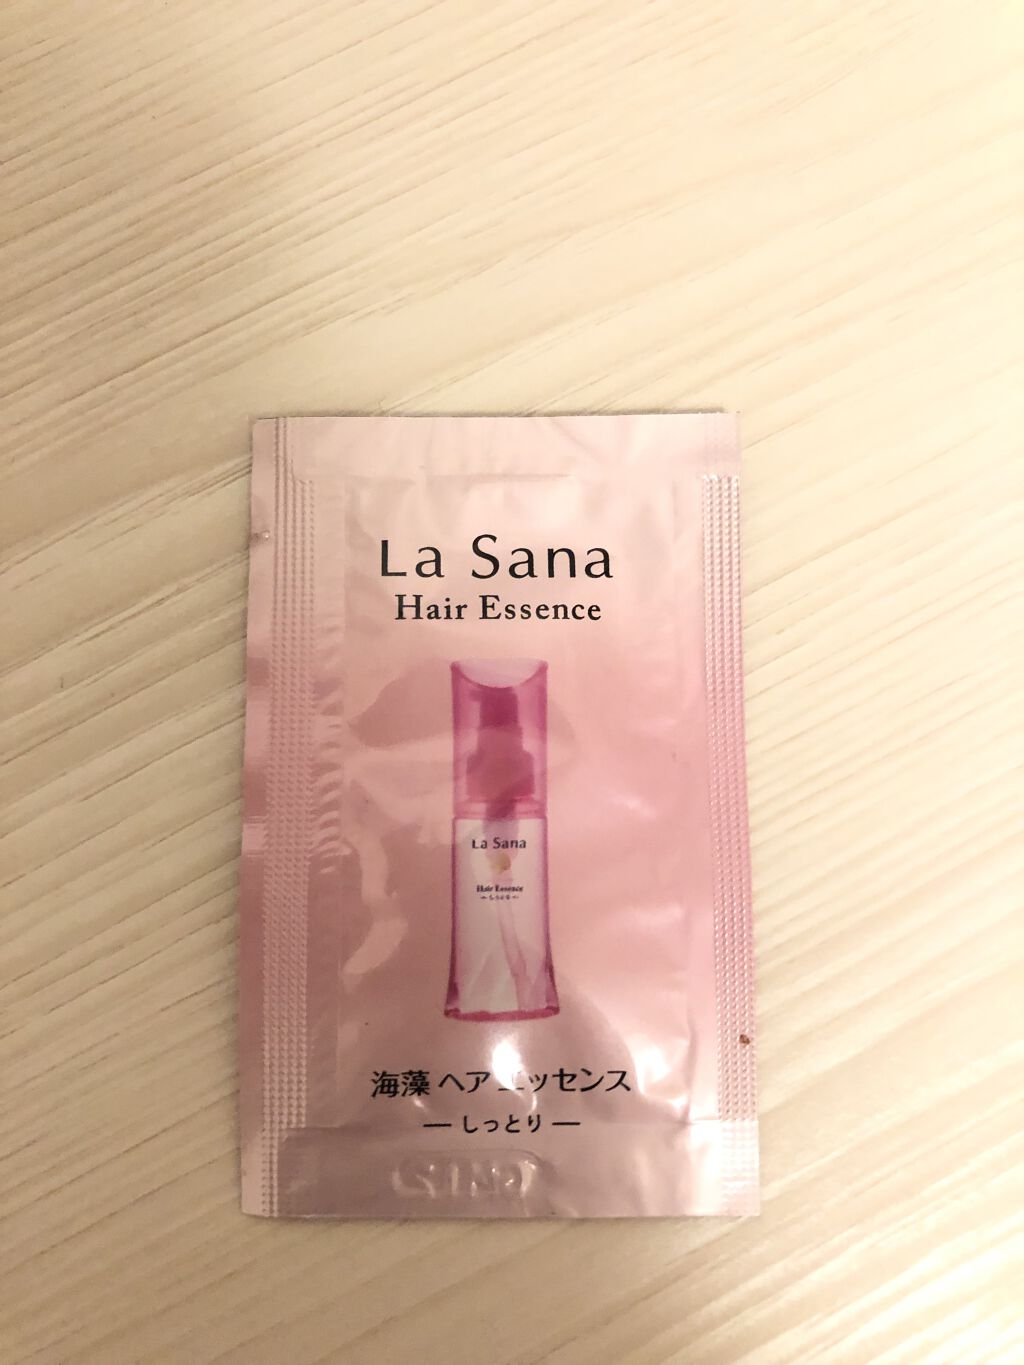 La Sana
Hair Essence
La Sana
Hair Essence
海藻 ヘア エッセンス
— しっとり —